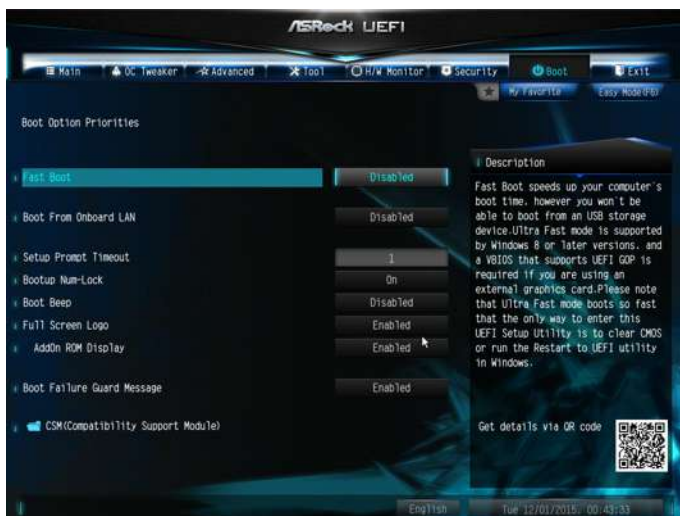 ASRock UEFI
Main OC Tweaker Advanced Tool H/W Monitor Security Boot Exit
My Favorite Easy Mode(F6)
Boot Option Priorities
Fast Boot Disabled
Boot From Onboard LAN Disabled
Setup Prompt Timeout 1
Bootup Num-Lock On
Boot Beep Disabled
Full Screen Logo Enabled
AddOn ROM Display Enabled
Boot Failure Guard Message Enabled
CSM(Compatibility Support Module)
Description
Fast Boot speeds up your computer's
boot time. however you won't be
able to boot from an USB storage
device.Ultra Fast mode is supported
by Windows 8 or later versions. and
a VBIOS that supports UEFI GOP is
required if you are using an
external graphics card.Please note
that Ultra Fast mode boots so fast
that the only way to enter this
UEFI Setup Utility is to clear CMOS
or run the Restart to UEFI utility
in Windows.
Get details via QR code
English Tue 12/01/2015. 00:43:33